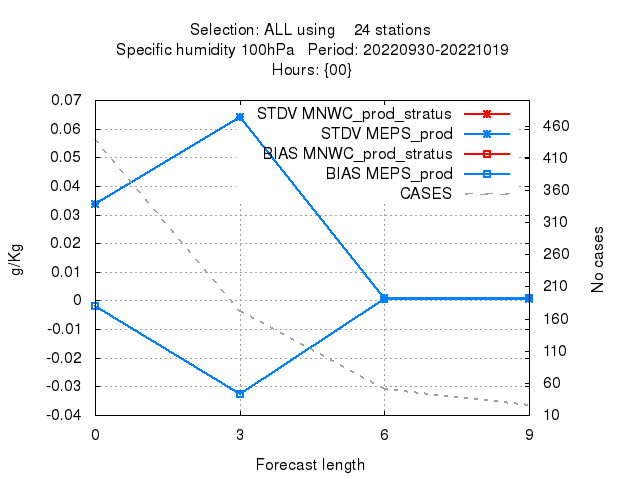 Selection: ALL using    24 stations
Specific humidity 100hPa   Period: 20220930-20221019
Hours: {00}
0.07
0.06
0.05
0.04
0.03
0.02
0.01
0
-0.01
-0.02
-0.03
-0.04
g/Kg
STDV MNWC_prod_stratus
STDV MEPS_prod
BIAS MNWC_prod_stratus
BIAS MEPS_prod
CASES
460
410
360
310
260
210
160
110
60
10
No cases
0 3 6 9
Forecast length